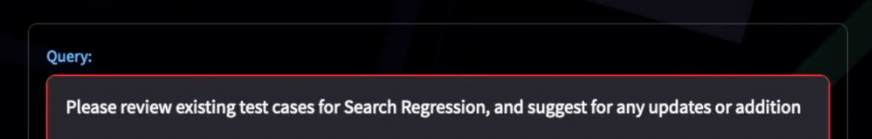 Query:
Please review existing test cases for Search Regression, and suggest for any updates or addition